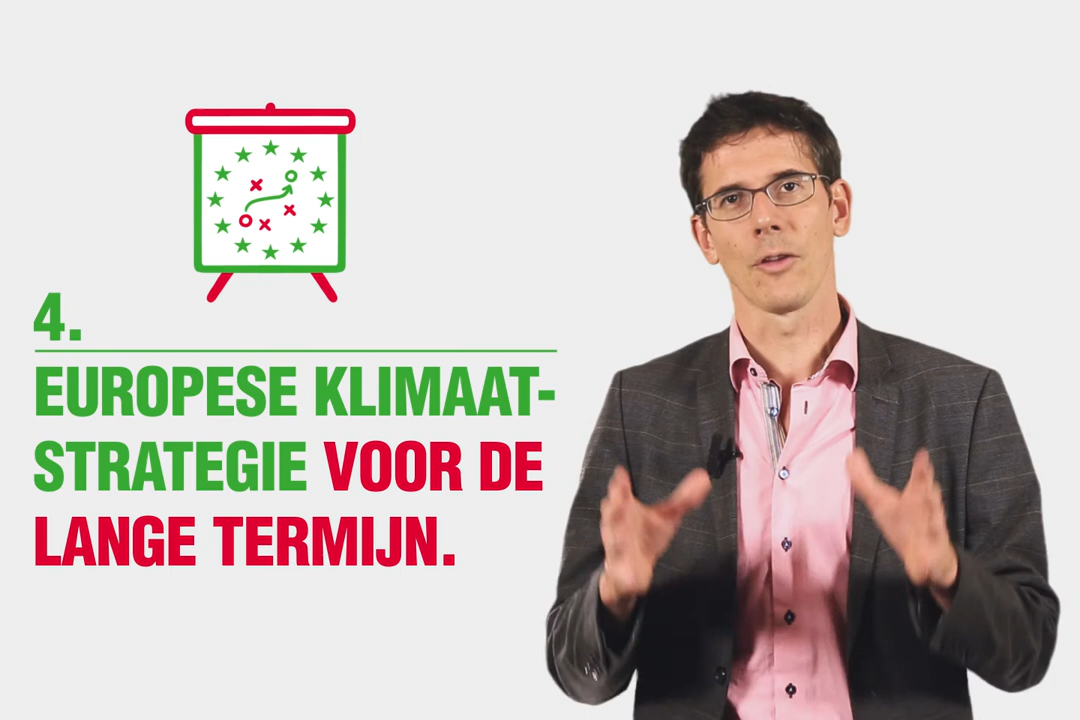 4.
EUROPESE KLIMAAT-
STRATEGIE VOOR DE
LANGE TERMIJN.